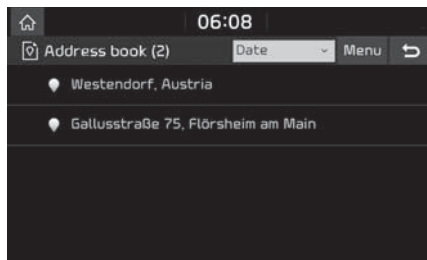 06:08
Address book (2) Date Menu
Westendorf, Austria
Gallusstraße 75, Flörsheim am Main